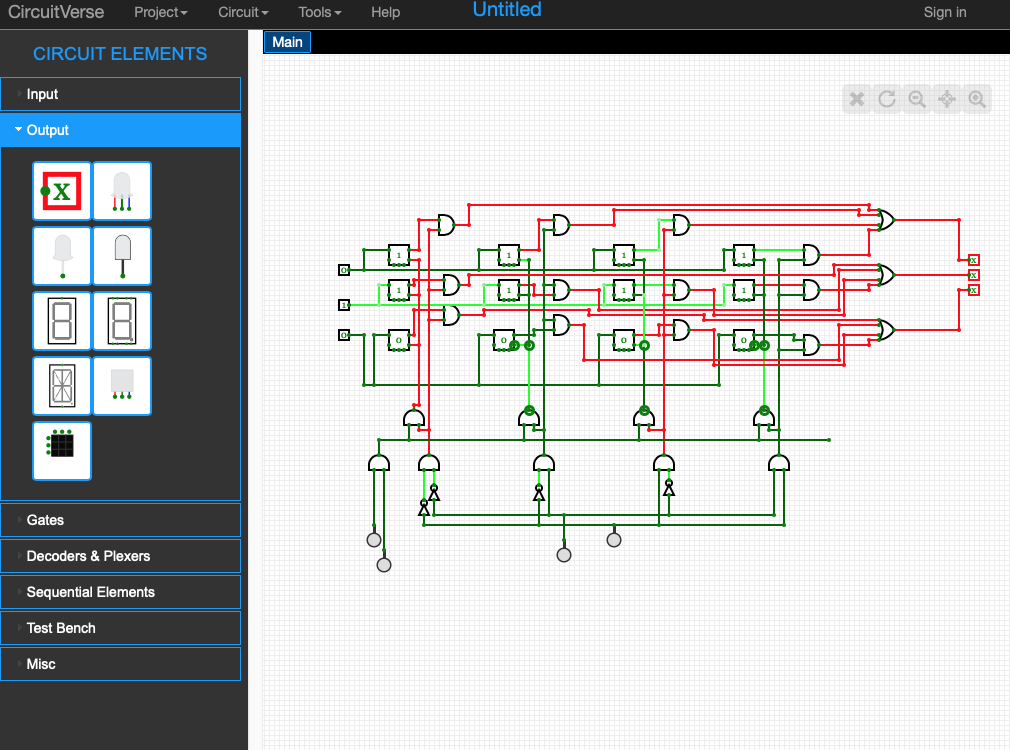 CircuitVerse Project Circuit Tools Help Untitled Sign in
Main
CIRCUIT ELEMENTS
Input
Output
X
1 1 1 1
0 x
x
1 1 1 1 x
1
0 0 0 0 0
Gates
Decoders & Plexers
Sequential Elements
Test Bench
Misc